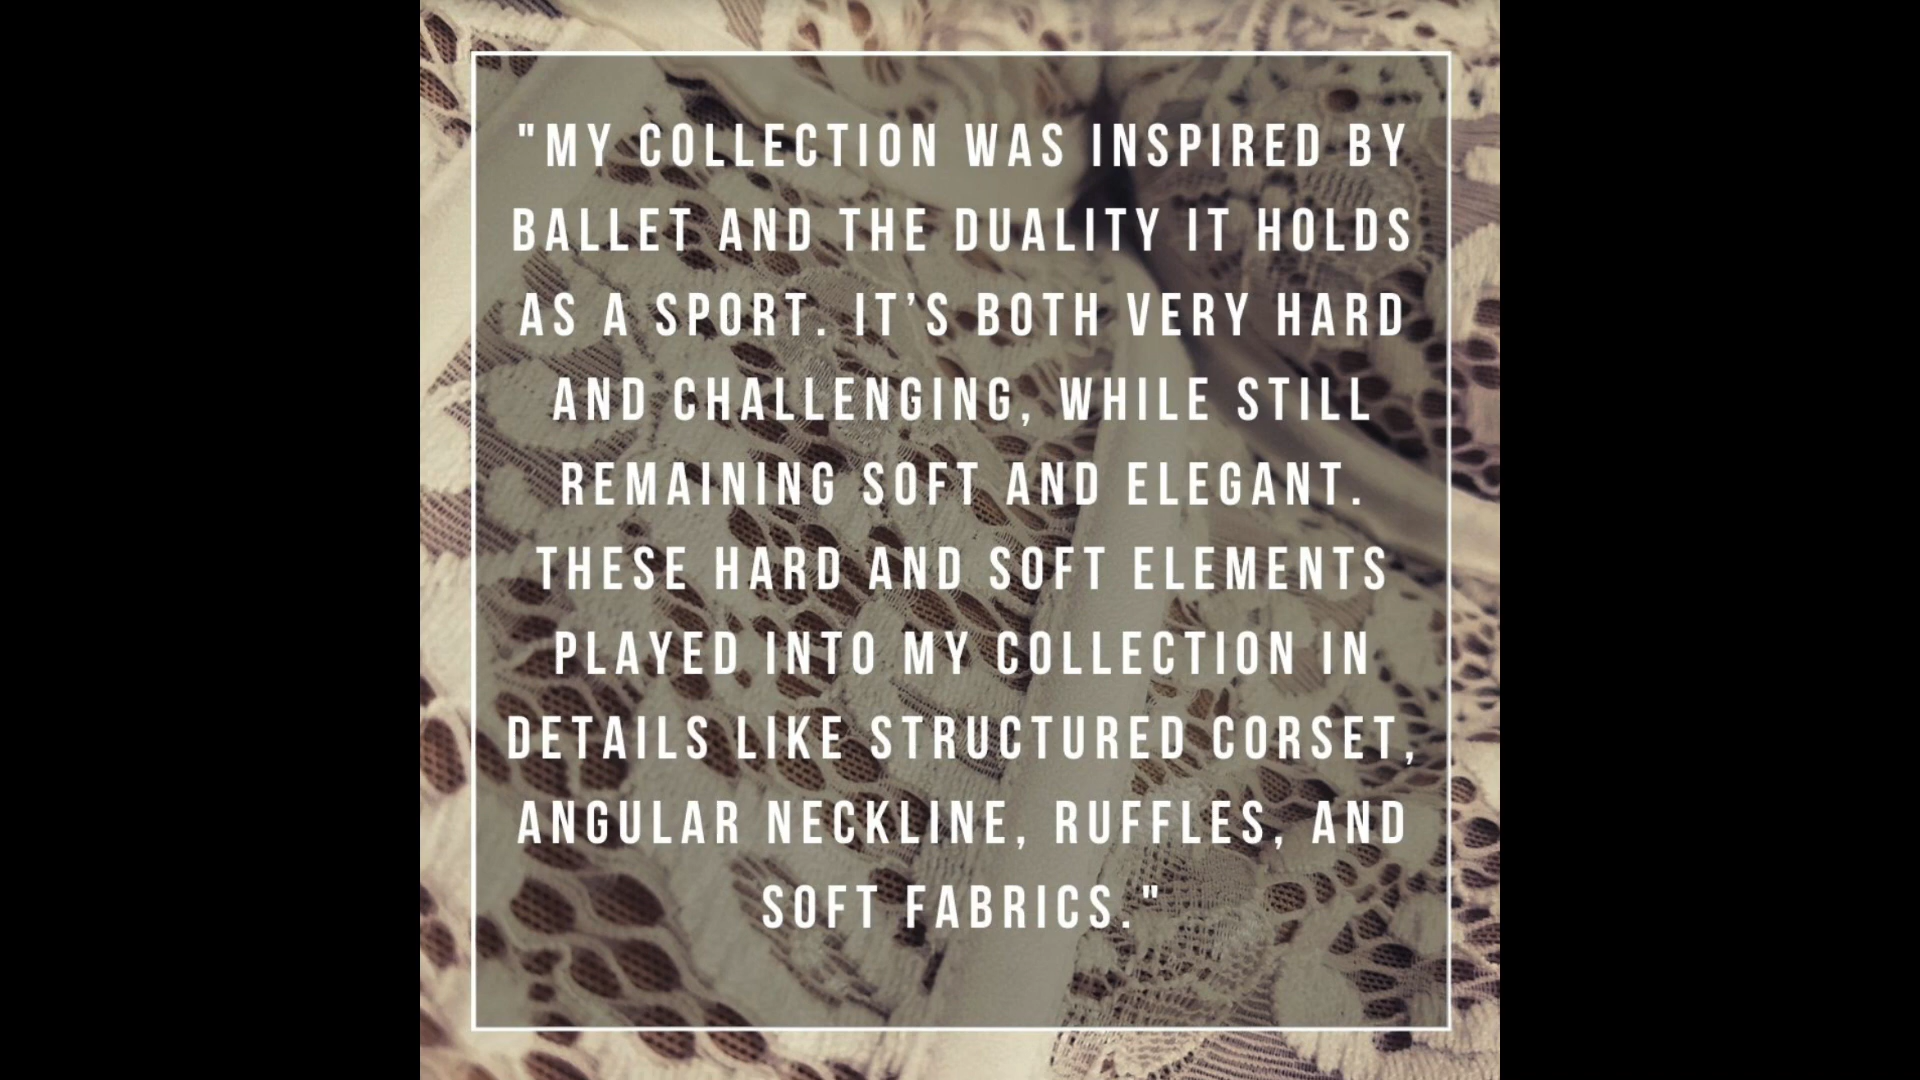 "MY COLLECTION WAS INSPIRED BY
BALLET AND THE DUALITY IT HOLDS
AS A SPORT. IT’S BOTH VERY HARD
AND CHALLENGING, WHILE STILL
REMAINING SOFT AND ELEGANT.
THESE HARD AND SOFT ELEMENTS
PLAYED INTO MY COLLECTION IN
DETAILS LIKE STRUCTURED CORSET,
ANGULAR NECKLINE, RUFFLES, AND
SOFT FABRICS."